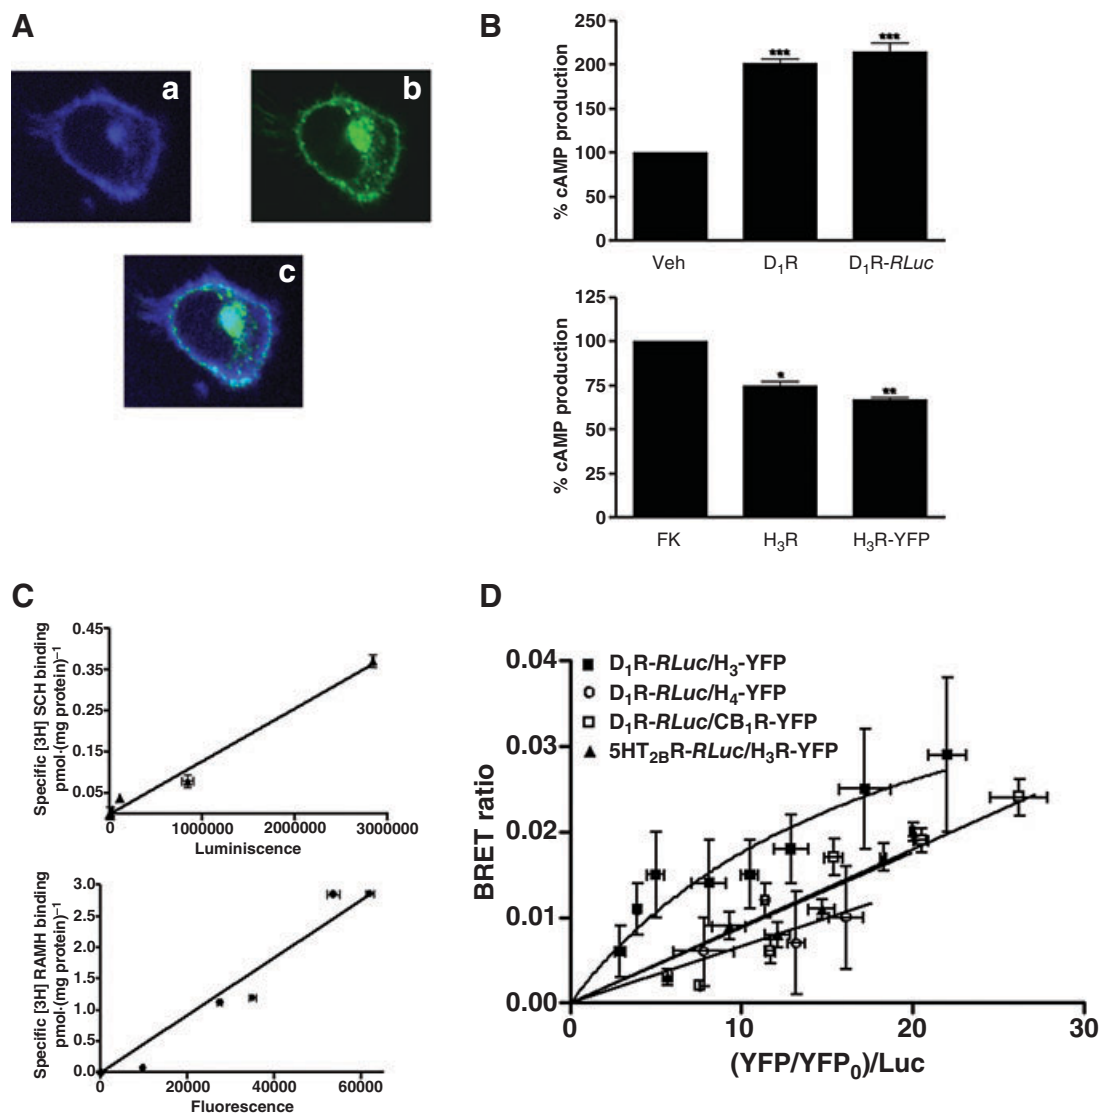 A
a
b
c
B
% cAMP production
250
200
150
100
50
0
***
***
Veh
D1R
D1R-RLuc
% cAMP production
125
100
75
50
25
0
*
**
FK
H3R
H3R-YFP
C
Specific [3H] SCH binding
pmol·(mg protein)⁻¹
0.45
0.35
0.25
0.15
0.05
0
1000000
2000000
3000000
Luminiscence
Specific [3H] RAMH binding
pmol·(mg protein)⁻¹
3.0
2.5
2.0
1.5
1.0
0.5
0.0
0
20000
40000
60000
Fluorescence
D
BRET ratio
0.04
0.03
0.02
0.01
0.00
D1R-RLuc/H3-YFP
D1R-RLuc/H4-YFP
D1R-RLuc/CB1R-YFP
5HT2BR-RLuc/H3R-YFP
0
10
20
30
(YFP/YFP0)/Luc